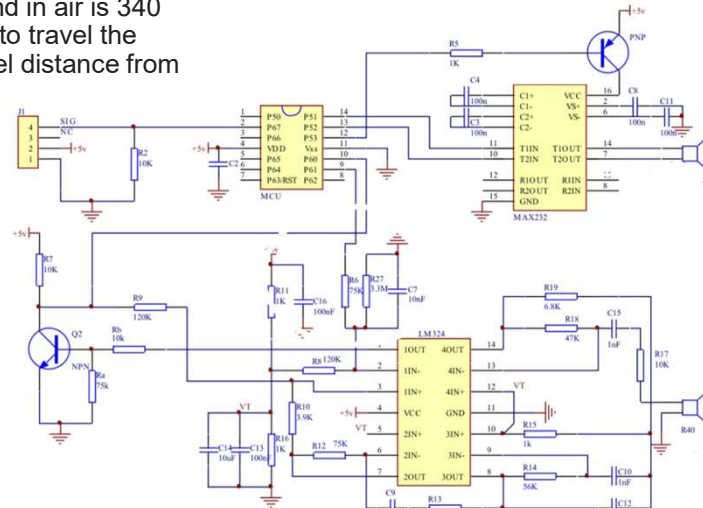 nd in air is 340
to travel the
el distance from
+5v
PNP
R5
1K
C4
100n
C3
100n
C1+
C1-
C2+
C2-
VCC
VS+
VS-
16
2
6
C8
100n
C11
100n
11
10
T1IN
T2IN
T1OUT
T2OUT
14
7
12
9
R1OUT
R2OUT
R1IN
R2IN
8
15
GND
MAX232
J1
4
3
2
1
SIG
NC
+5v
R2
10K
+5v
C2
1
2
3
4
5
6
7
P50
P67
P66
VDD
P65
P64
P63/RST
P51
P52
P53
Vss
P60
P61
P62
14
13
12
11
10
9
8
MCU
+5v
R7
10K
R9
120K
Q2
NPN
Rb
10k
Ra
75k
R11
1K
C16
100nF
R6
75K
R27
3.3M
C7
10nF
R8
120K
VT
C14
10uF
C13
100nF
R16
1K
R10
3.9K
R12
75K
+5v
VT
LM324
1
2
3
4
5
6
7
1OUT
1IN-
1IN+
VCC
2IN+
2IN-
2OUT
4OUT
4IN-
4IN+
GND
3IN+
3IN-
3OUT
14
13
12
11
10
9
8
VT
R19
6.8K
R18
47K
C15
1nF
R17
10K
R40
R15
1k
R14
56K
C10
1nF
C9
R13
C12